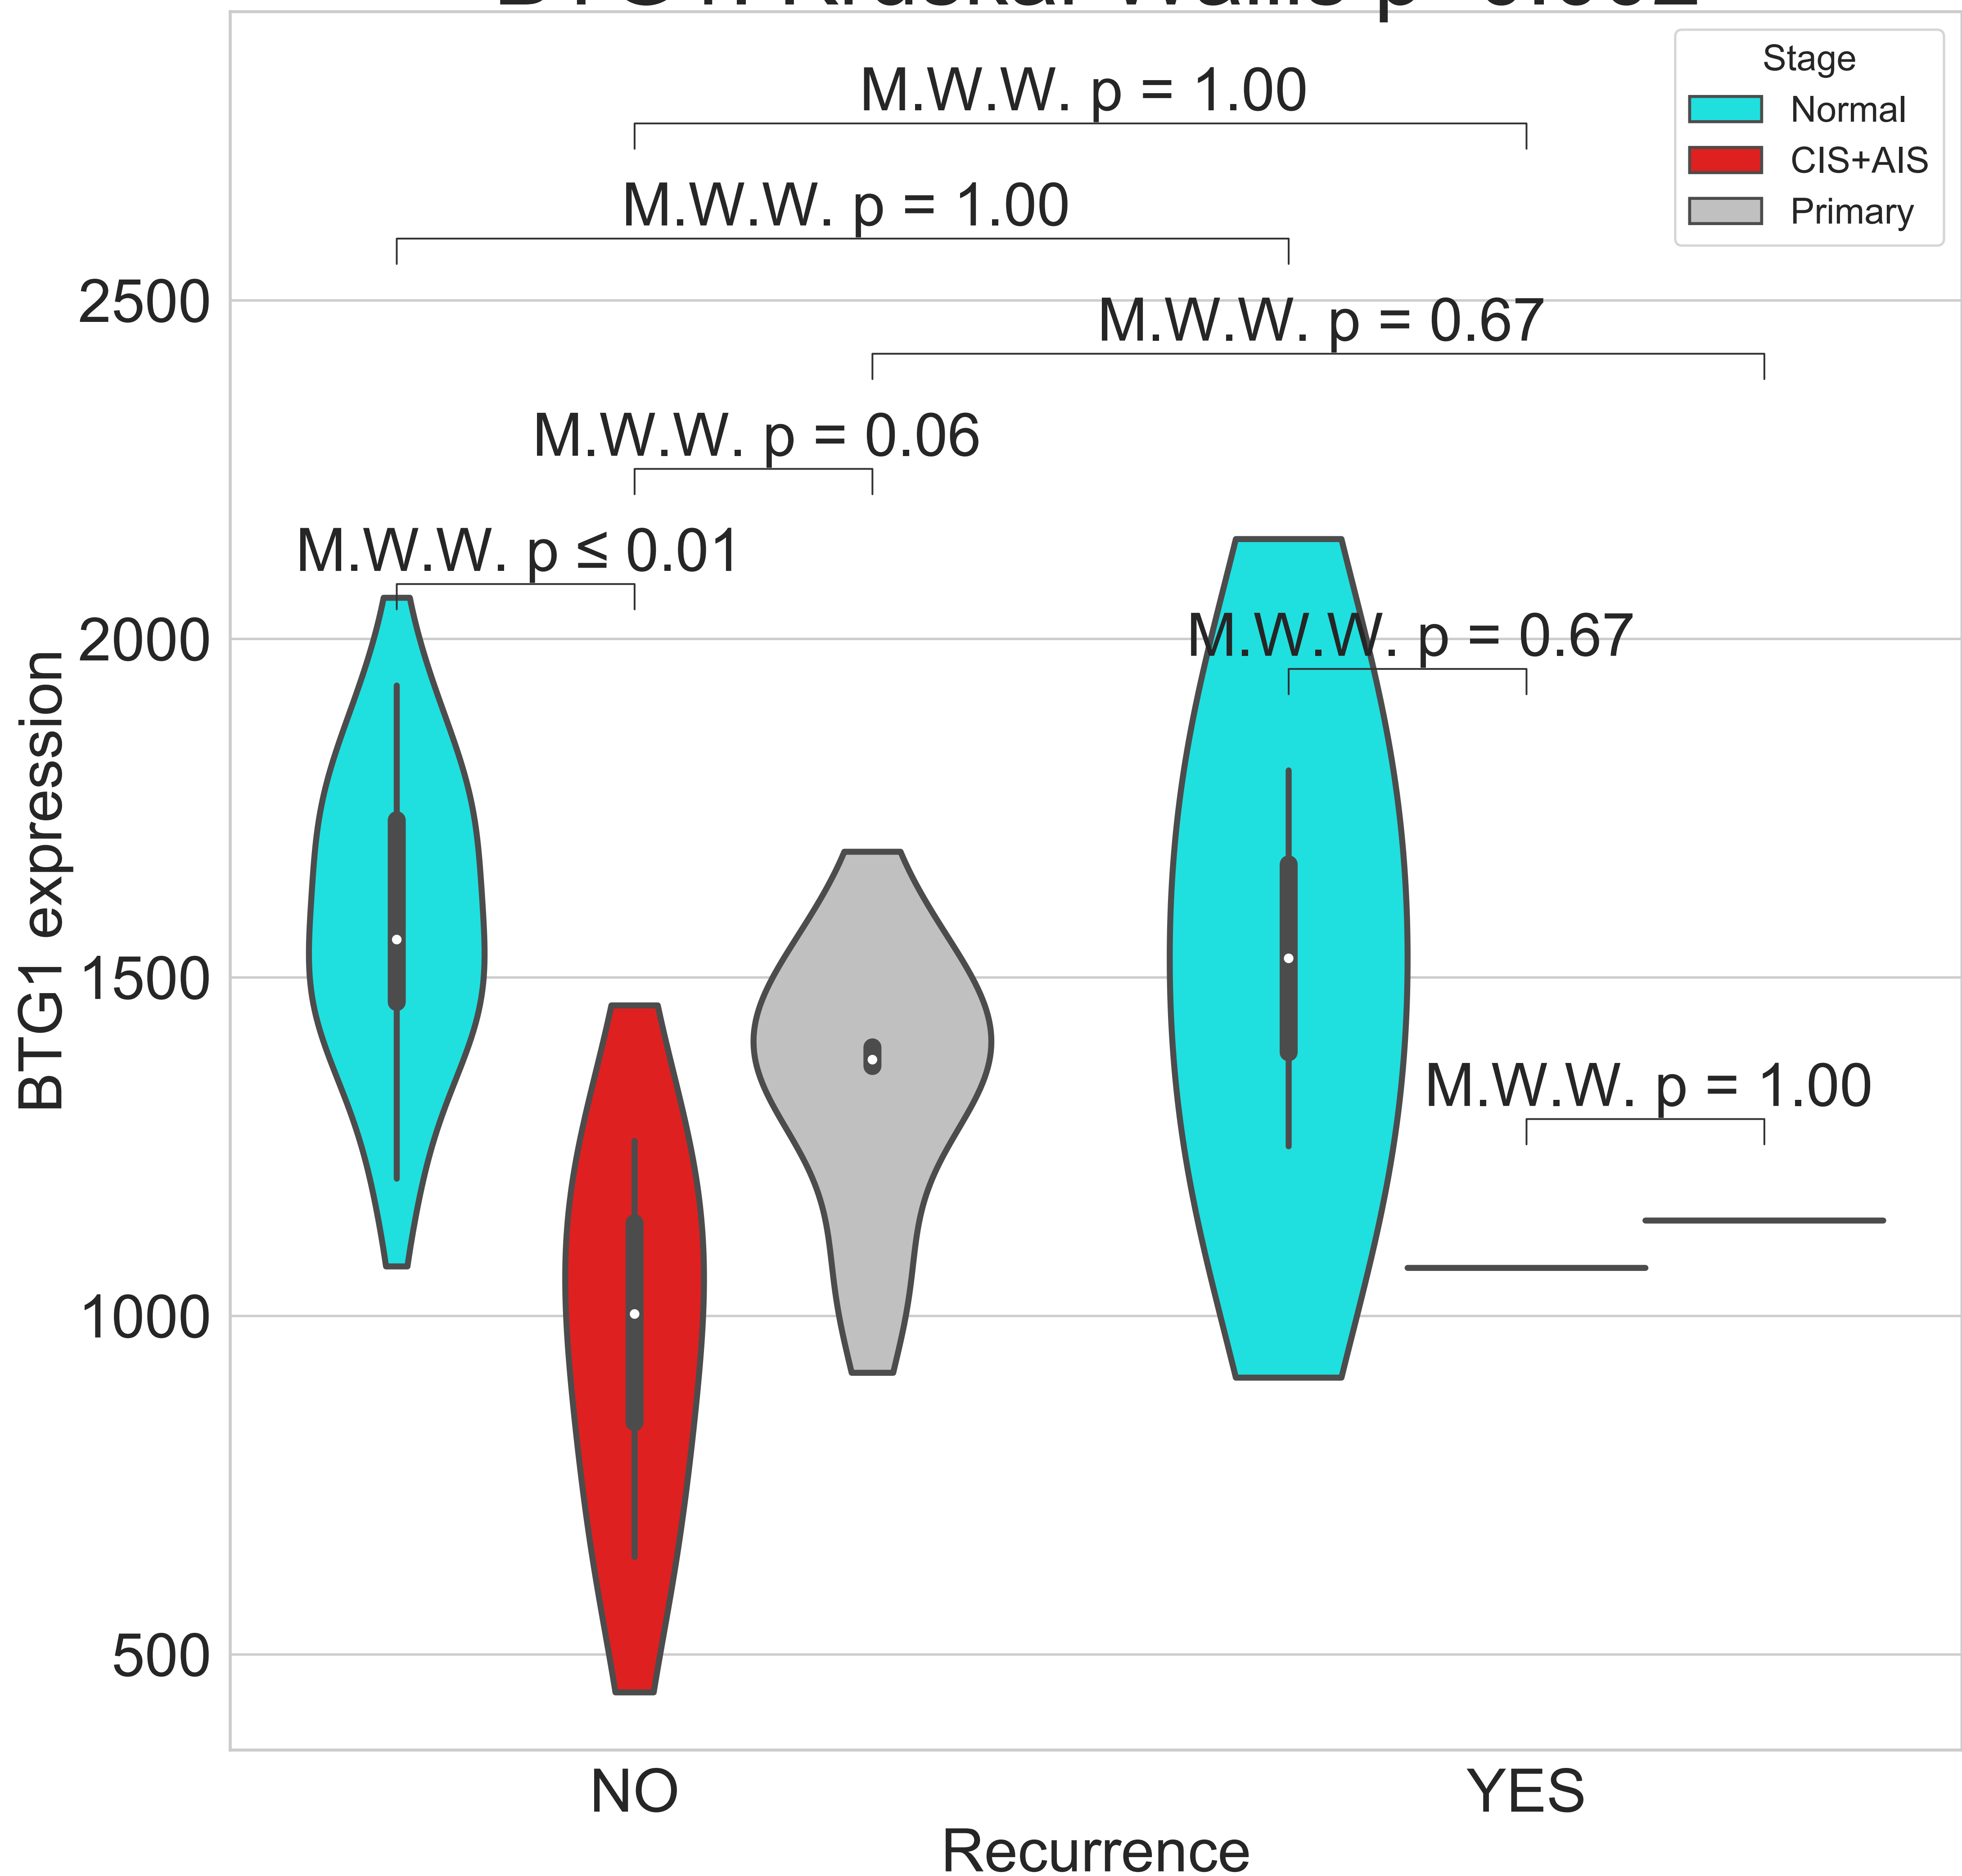 M.W.W. p = 1.00
M.W.W. p = 1.00
M.W.W. p = 0.67
M.W.W. p = 0.06
M.W.W. p ≤ 0.01
M.W.W. p = 0.67
M.W.W. p = 1.00
Stage
Normal
CIS+AIS
Primary
2500
2000
1500
1000
500
BTG1 expression
NO
YES
Recurrence